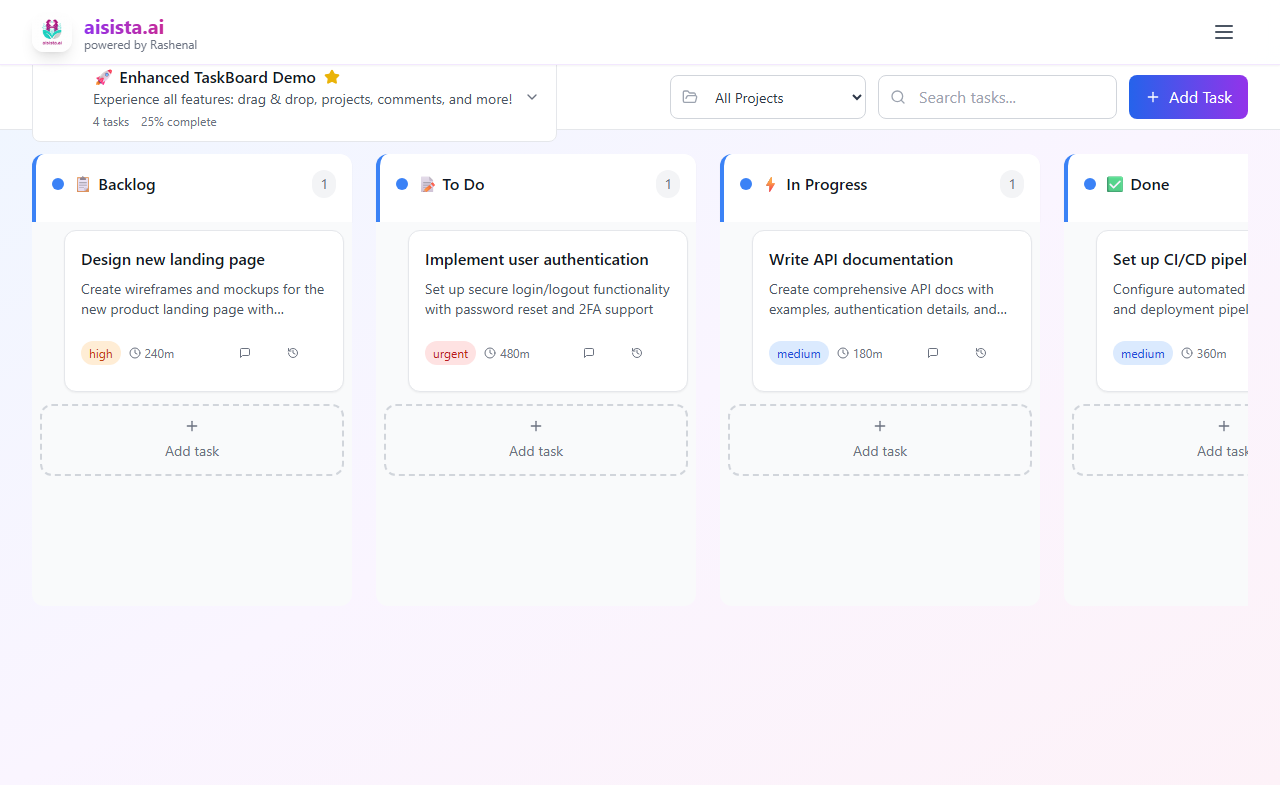 aisista.ai
powered by Rashenal
🚀 Enhanced TaskBoard Demo ⭐
Experience all features: drag & drop, projects, comments, and more!
4 tasks 25% complete
All Projects
Search tasks...
+ Add Task
📋 Backlog
1
Design new landing page
Create wireframes and mockups for the
new product landing page with...
high
240m
+
Add task
📝 To Do
1
Implement user authentication
Set up secure login/logout functionality
with password reset and 2FA support
urgent
480m
+
Add task
⚡ In Progress
1
Write API documentation
Create comprehensive API docs with
examples, authentication details, and...
medium
180m
+
Add task
✅ Done
Set up CI/CD pipel
Configure automated
and deployment pipel
medium
360m
+
Add task